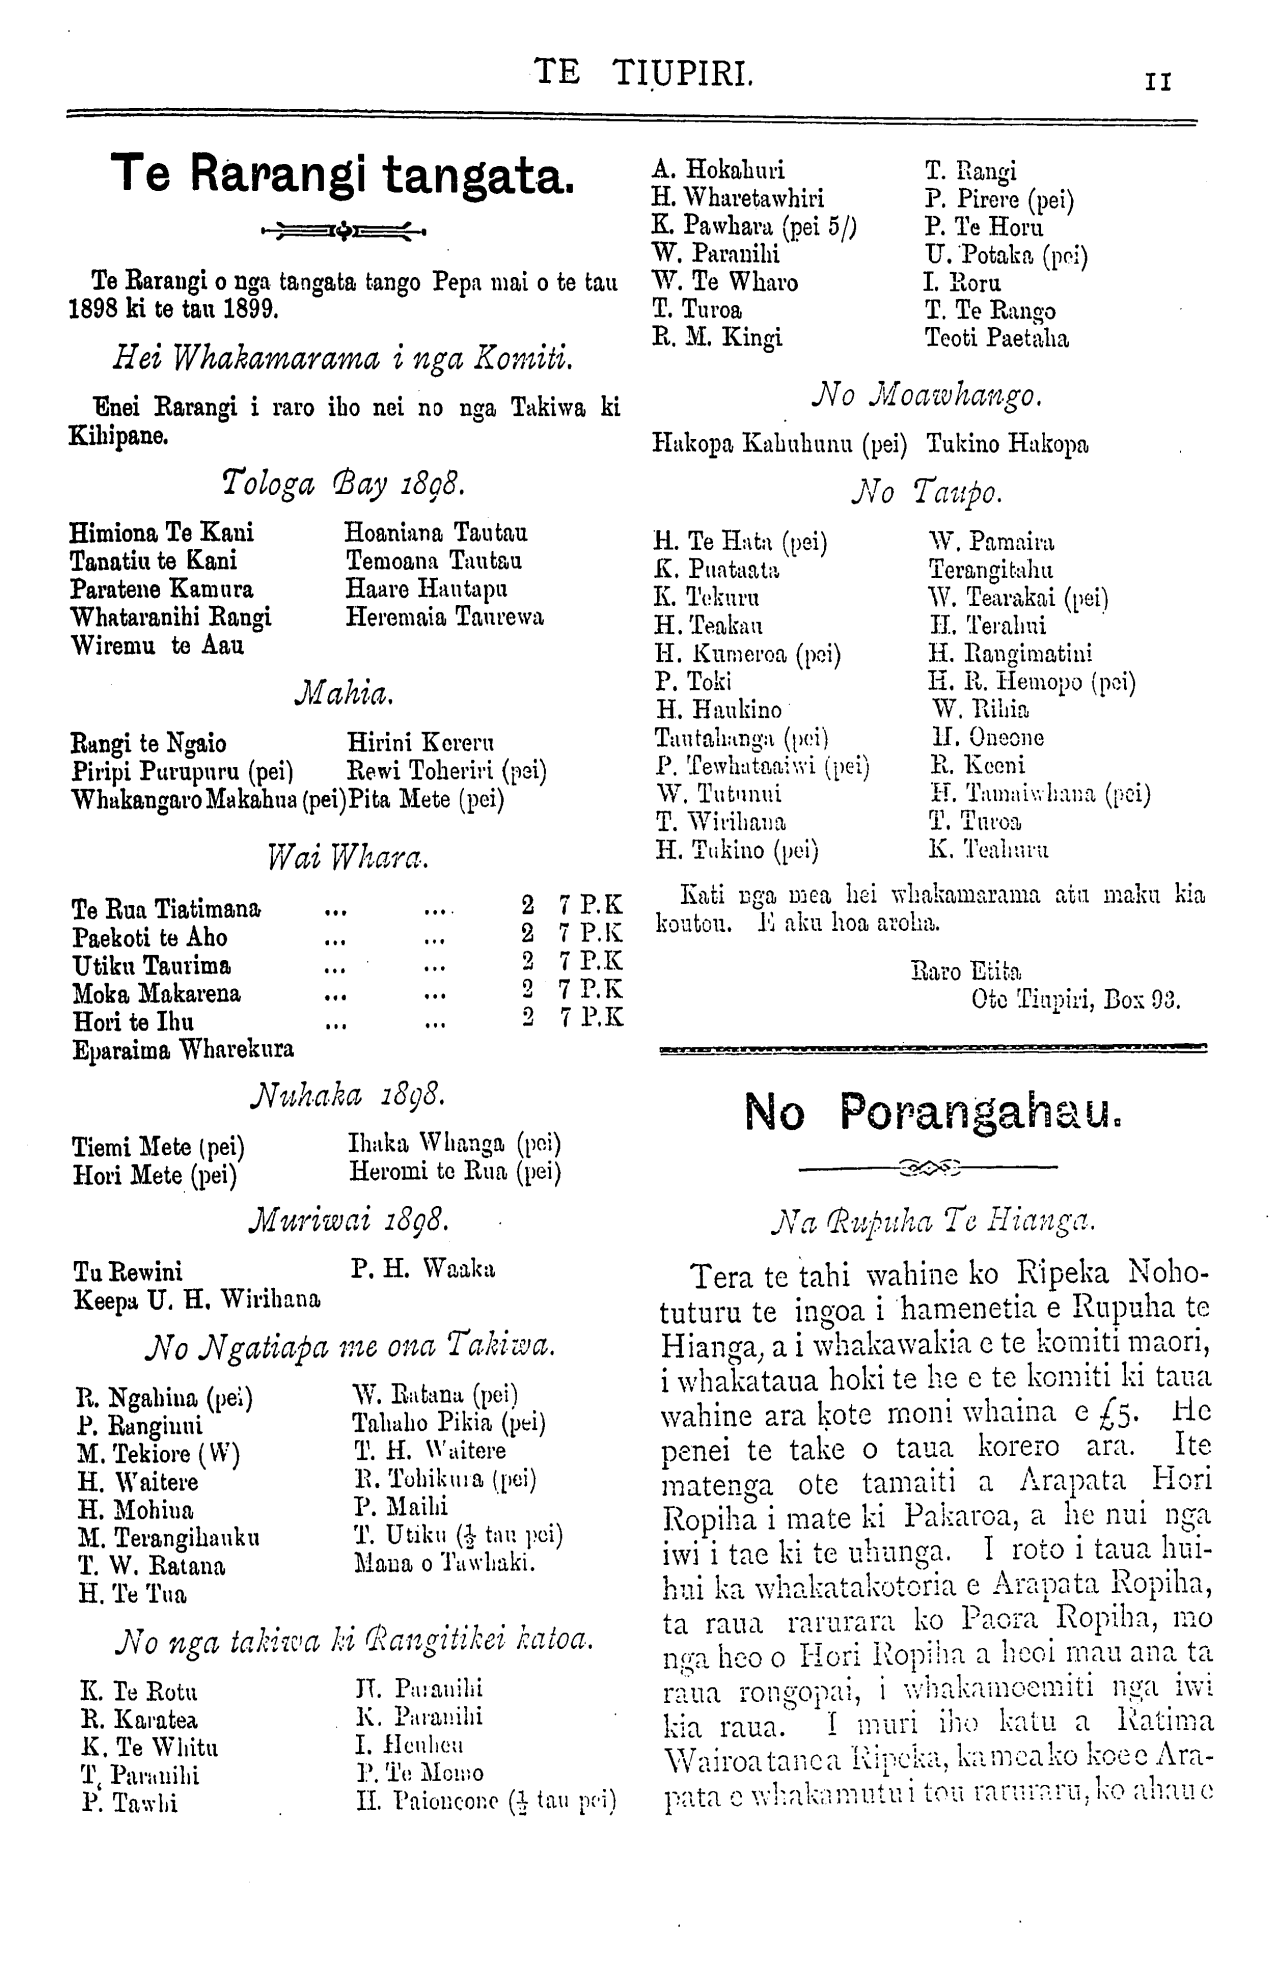 TE TIUPIRI.
11
Te Rarangi tangata.
Te Rarangi o nga tangata tango Pepa mai o te tau
1898 ki te tau 1899.
Hei Whakamarama i nga Komiti.
Enei Rarangi i raro iho nei no nga Takiwa ki
Kihipane.
Tologa Bay 1898.
Himiona Te Kani Hoaniana Tautau
Tanatiu te Kani Temoana Tautau
Paratene Kamura Haare Hautapu
Whataranihi Rangi Heremaia Taurewa
Wiremu te Aau
Mahia.
Rangi te Ngaio Hirini Kereru
Piripi Purupuru (pei) Rewi Toheriri (pei)
Whakangaro Makahua (pei) Pita Mete (pei)
Wai Whara.
Te Rua Tiatimana ... ... 2 7 P.K
Paekoti te Aho ... ... 2 7 P.K
Utiku Taurima ... ... 2 7 P.K
Moka Makarena ... ... 2 7 P.K
Hori te Ihu ... ... 2 7 P.K
Eparaima Wharekura
Nuhaka 1898.
Tiemi Mete (pei) Ihaka Whanga (pei)
Hori Mete (pei) Heromi te Rua (pei)
Muriwai 1898.
Tu Rewini P. H. Waaka
Keepa U. H. Wirihana
No Ngatiapa me ona Takiwa.
R. Ngahina (pei) W. Ratana (pei)
P. Rangiuui Tahaho Pikia (pei)
M. Tekiore (W) T. H. Waitere
H. Waitere R. Tohikura (pei)
H. Mohiua P. Maihi
M. Terangihauku T. Utiku (½ tau pei)
T. W. Ratana Maua o Tawhaki.
H. Te Tua
No nga takiwa ki Rangitikei katoa.
K. Te Rotu H. Paranihi
R. Karatea K. Paranihi
K. Te Whitu I. Heuheu
T. Paranihi P. Te Momo
P. Tawhi H. Paioneone (½ tau pei)
A. Hokahuri T. Rangi
H. Wharetawhiri P. Pirere (pei)
K. Pawhara (pei 5/) P. Te Horu
W. Paranihi U. Potaka (pei)
W. Te Wharo I. Roru
T. Turoa T. Te Rango
R. M. Kingi Teoti Paetaha
No Moawhango.
Hakopa Kahuhunu (pei) Tukino Hakopa
No Taupo.
H. Te Hata (pei) W. Pamaira
K. Puataata Terangitahu
K. Tekuru W. Tearakai (pei)
H. Teakau H. Terahui
H. Kumeroa (pei) H. Rangimatini
P. Toki H. R. Hemopo (pei)
H. Haukino W. Rihia
Tautahanga (pei) H. Oneone
P. Tewhataaiwi (pei) R. Keeni
W. Tutunui H. Tamaiwhana (pei)
T. Wirihana T. Turoa
H. Tukino (pei) K. Teahuru
Kati nga mea hei whakamarama atu maku kia
koutou. E aku hoa aroha.
Raro Etita
Ote Tiupiri, Box 93.
No Porangahau.
Na Rupuha Te Hianga.
Tera te tahi wahine ko Ripeka Noho-
tuturu te ingoa i hamenetia e Rupuha te
Hianga, a i whakawakia e te komiti maori,
i whakataua hoki te he e te komiti ki taua
wahine ara kote moni whaina e £5. He
penei te take o taua korero ara. Ite
matenga ote tamaiti a Arapata Hori
Ropiha i mate ki Pakaroa, a he nui nga
iwi i tae ki te uhunga. I roto i taua hui-
hui ka whakatakotoria e Arapata Ropiha,
ta raua rarurara ko Paora Ropiha, mo
nga heo o Hori Ropiha a heoi mau ana ta
raua rongopai, i whakamoemiti nga iwi
kia raua. I muri iho katu a Ratima
Wairoa tane a Ripeka, ka mea ko koe e Ara-
pata e whakamutu i tou raruraru, ko ahau e